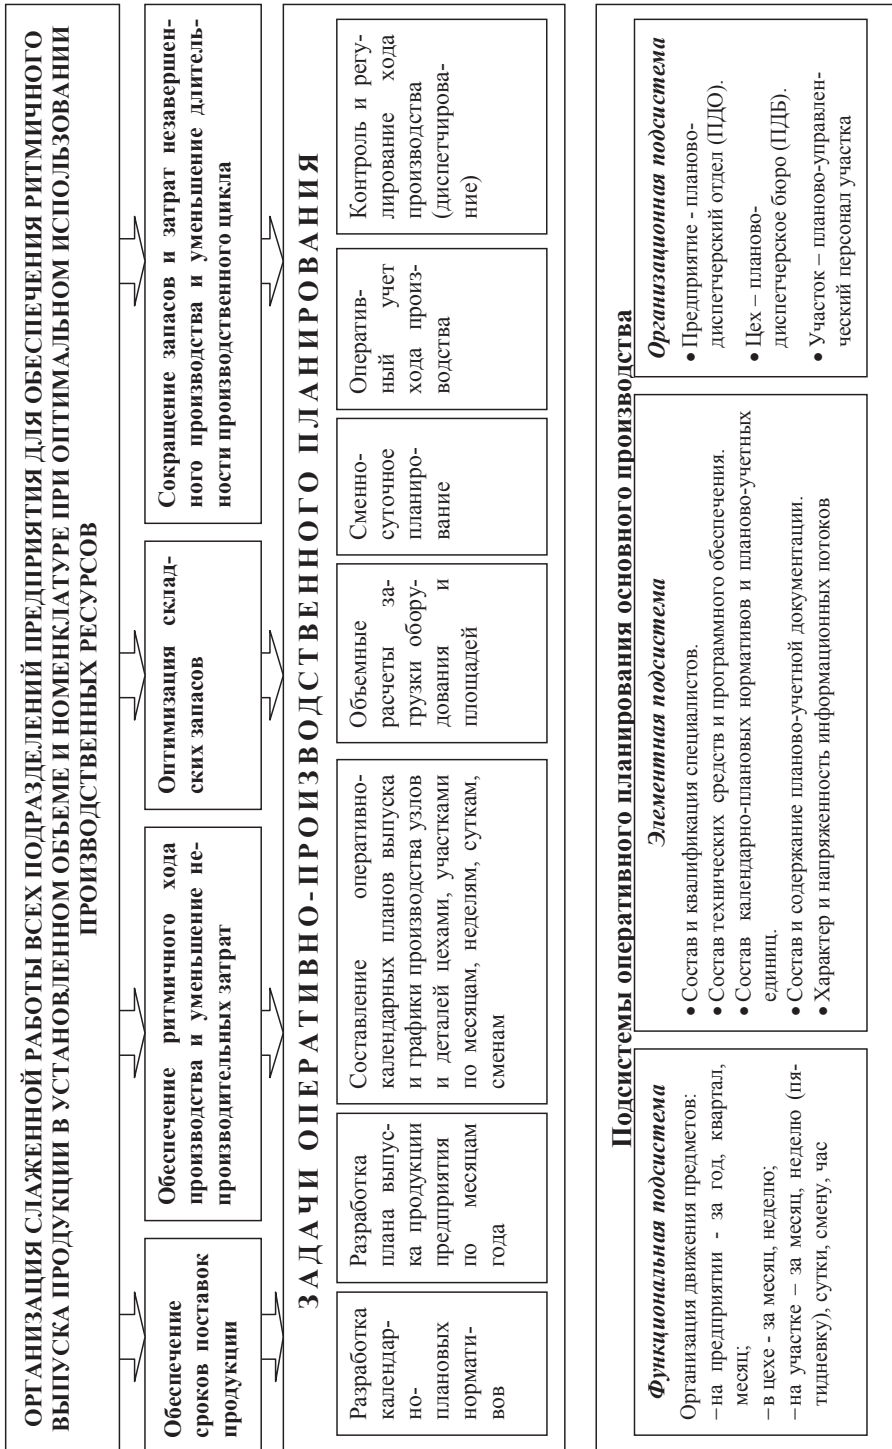 ОРГАНИЗАЦИЯ СЛАЖЕННОЙ РАБОТЫ ВСЕХ ПОДРАЗДЕЛЕНИЙ ПРЕДПРИЯТИЯ ДЛЯ ОБЕСПЕЧЕНИЯ РИТМИЧНОГО
ВЫПУСКА ПРОДУКЦИИ В УСТАНОВЛЕННОМ ОБЪЕМЕ И НОМЕНКЛАТУРЕ ПРИ ОПТИМАЛЬНОМ ИСПОЛЬЗОВАНИИ
ПРОИЗВОДСТВЕННЫХ РЕСУРСОВ
Обеспечение
сроков поставок
продукции
Обеспечение ритмичного хода
производства и уменьшение не-
производительных затрат
Оптимизация склад-
ских запасов
Сокращение запасов и затрат незавершен-
ного производства и уменьшение длитель-
ности производственного цикла
ЗАДАЧИ ОПЕРАТИВНО-ПРОИЗВОДСТВЕННОГО ПЛАНИРОВАНИЯ
Разработка
календар-
но-
плановых
нормати-
вов
Разработка
плана выпус-
ка продукции
предприятия
по месяцам
года
Составление оперативно-
календарных планов выпуска
и графики производства узлов
и деталей цехами, участками
по месяцам, неделям, суткам,
сменам
Объемные
расчеты за-
грузки обору-
дования и
площадей
Сменно-
суточное
планиро-
вание
Оператив-
ный учет
хода произ-
водства
Контроль и регу-
лирование хода
производства
(диспетчирова-
ние)
Подсистемы оперативного планирования основного производства
Функциональная подсистема
Организация движения предметов:
–на предприятии - за год, квартал,
месяц;
–в цехе - за месяц, неделю;
–на участке – за месяц, неделю (пя-
тидневку), сутки, смену, час
Элементная подсистема
•Состав и квалификация специалистов.
•Состав технических средств и программного обеспечения.
•Состав календарно-плановых нормативов и планово-учетных
единиц.
•Состав и содержание планово-учетной документации.
•Характер и напряженность информационных потоков
Организационная подсистема
•Предприятие - планово-
диспетчерский отдел (ПДО).
•Цех – планово-
диспетчерское бюро (ПДБ).
•Участок – планово-управлен-
ческий персонал участка